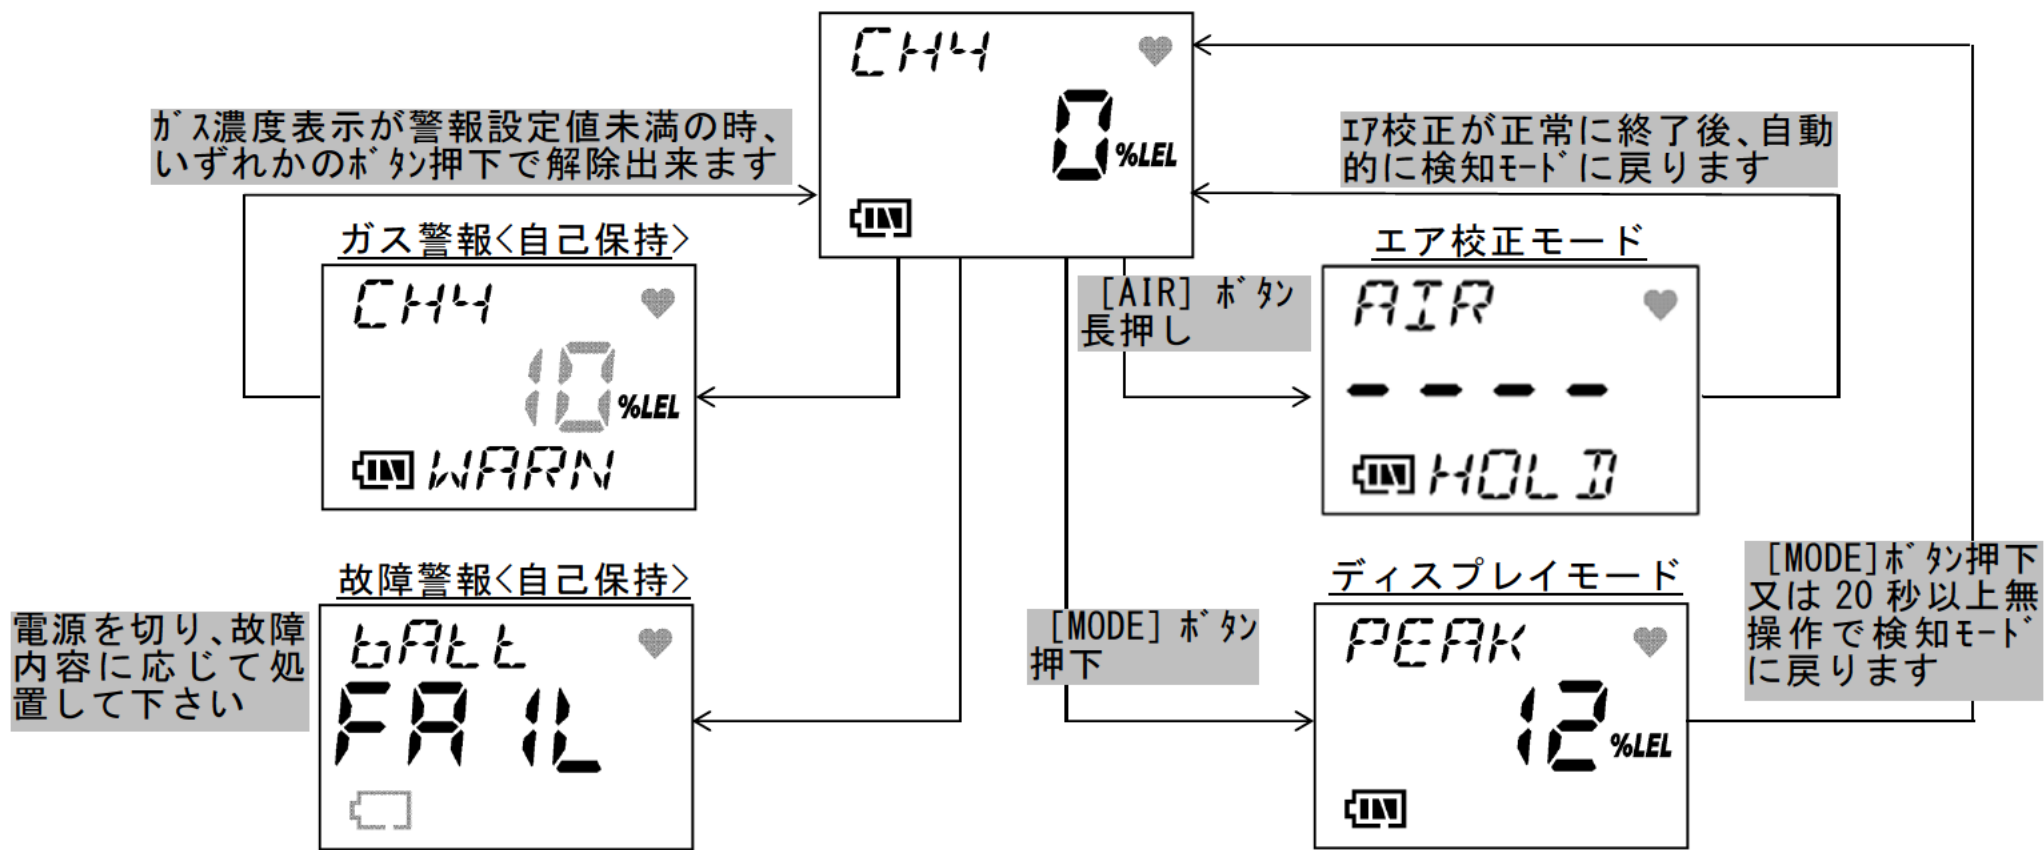 CH4
0 %LEL
ｶﾞｽ濃度表示が警報設定値未満の時、
いずれかのﾎﾞﾀﾝ押下で解除出来ます
ｴｱ校正が正常に終了後、自動
的に検知ﾓｰﾄﾞに戻ります
ガス警報<自己保持>
CH4
10 %LEL
WARN
[AIR] ﾎﾞﾀﾝ
長押し
エア校正モード
AIR
----
HOLD
故障警報<自己保持>
bAtt
FAIL
電源を切り、故障
内容に応じて処
置して下さい
[MODE] ﾎﾞﾀﾝ
押下
ディスプレイモード
PEAK
12 %LEL
[MODE]ﾎﾞﾀﾝ押下
又は 20 秒以上無
操作で検知ﾓｰﾄﾞ
に戻ります